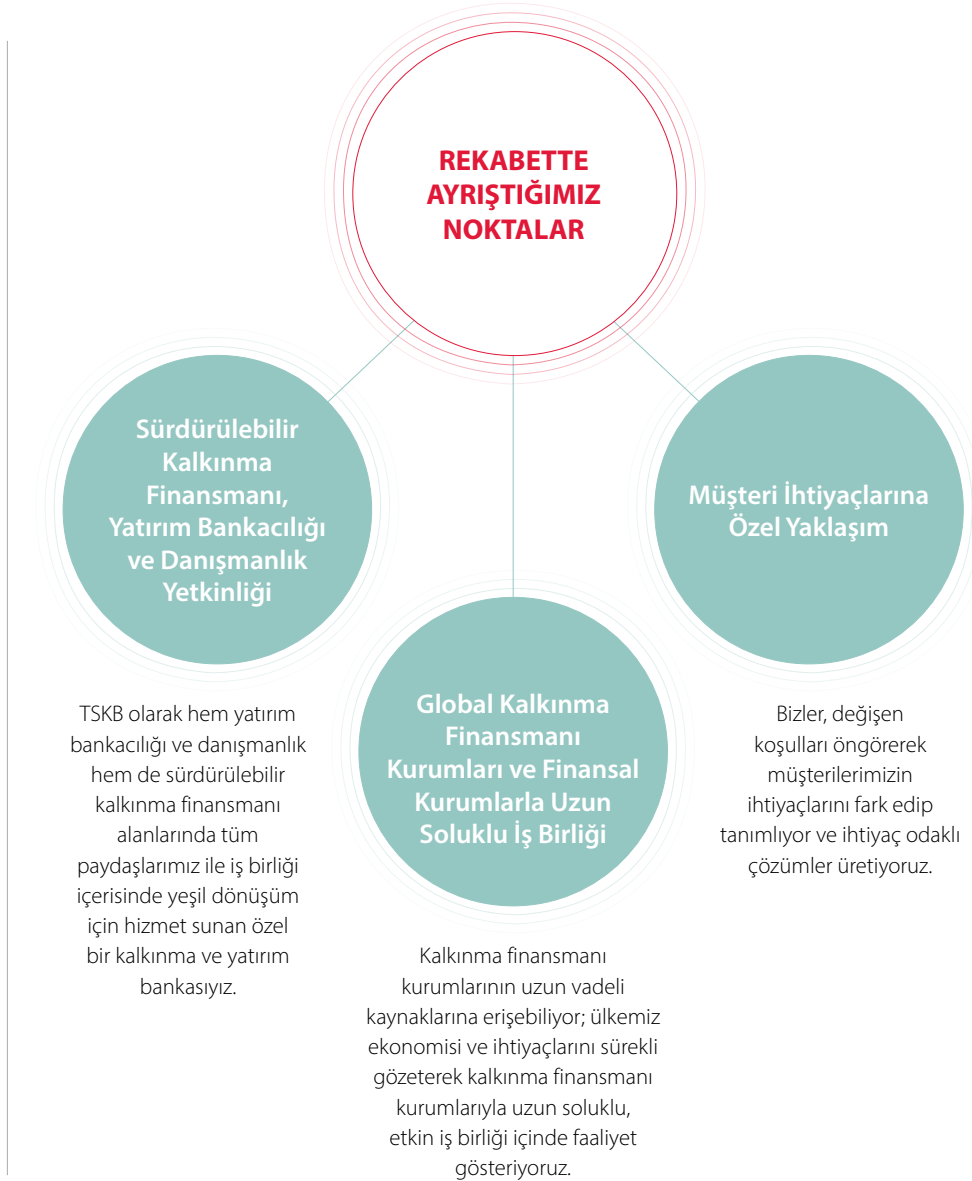 REKABETTE
AYRIŞTIĞIMIZ
NOKTALAR
Sürdürülebilir
Kalkınma
Finansmanı,
Yatırım Bankacılığı
ve Danışmanlık
Yetkinliği
TSKB olarak hem yatırım
bankacılığı ve danışmanlık
hem de sürdürülebilir
kalkınma finansmanı
alanlarında tüm
paydaşlarımız ile iş birliği
içerisinde yeşil dönüşüm
için hizmet sunan özel
bir kalkınma ve yatırım
bankasıyız.
Global Kalkınma
Finansmanı
Kurumları ve Finansal
Kurumlarla Uzun
Soluklu İş Birliği
Kalkınma finansmanı
kurumlarının uzun vadeli
kaynaklarına erişebiliyor; ülkemiz
ekonomisi ve ihtiyaçlarını sürekli
gözeterek kalkınma finansmanı
kurumlarıyla uzun soluklu,
etkin iş birliği içinde faaliyet
gösteriyoruz.
Müşteri İhtiyaçlarına
Özel Yaklaşım
Bizler, değişen
koşulları öngörerek
müşterilerimizin
ihtiyaçlarını fark edip
tanımlıyor ve ihtiyaç odaklı
çözümler üretiyoruz.